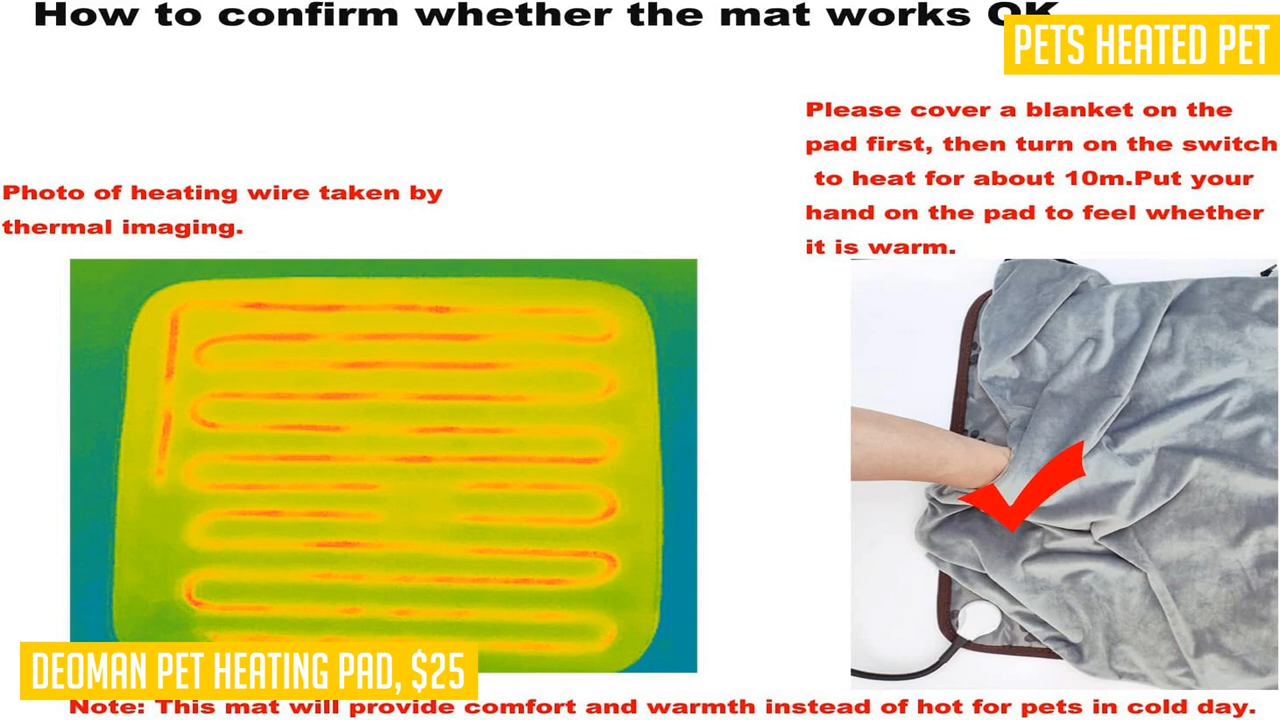 How to confirm whether the mat works OK
PETS HEATED PET
Please cover a blanket on the
pad first, then turn on the switch
to heat for about 10m.Put your
hand on the pad to feel whether
it is warm.
Photo of heating wire taken by
thermal imaging.
DEOMAN PET HEATING PAD, $25
Note: This mat will provide comfort and warmth instead of hot for pets in cold day.